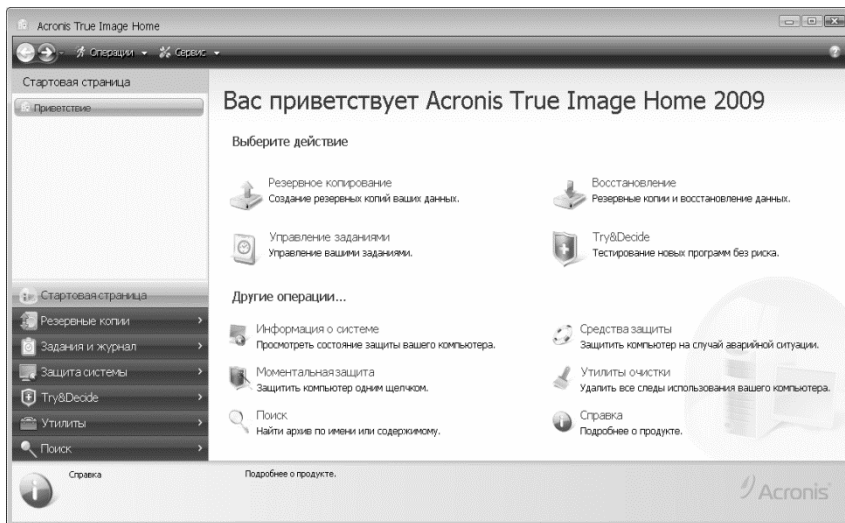 Acronis True Image Home
Операции Сервис
Стартовая страница
Приветствие
Вас приветствует Acronis True Image Home 2009
Выберите действие
Резервное копирование
Создание резервных копий ваших данных.
Восстановление
Резервные копии и восстановление данных.
Управление заданиями
Управление вашими заданиями.
Try&Decide
Тестирование новых программ без риска.
Другие операции...
Информация о системе
Просмотреть состояние защиты вашего компьютера.
Средства защиты
Защитить компьютер на случай аварийной ситуации.
Моментальная защита
Защитить компьютер одним щелчком.
Утилиты очистки
Удалить все следы использования вашего компьютера.
Поиск
Найти архив по имени или содержимому.
Справка
Подробнее о продукте.
Стартовая страница
Резервные копии
Задания и журнал
Защита системы
Try&Decide
Утилиты
Поиск
Справка
Подробнее о продукте.
Acronis